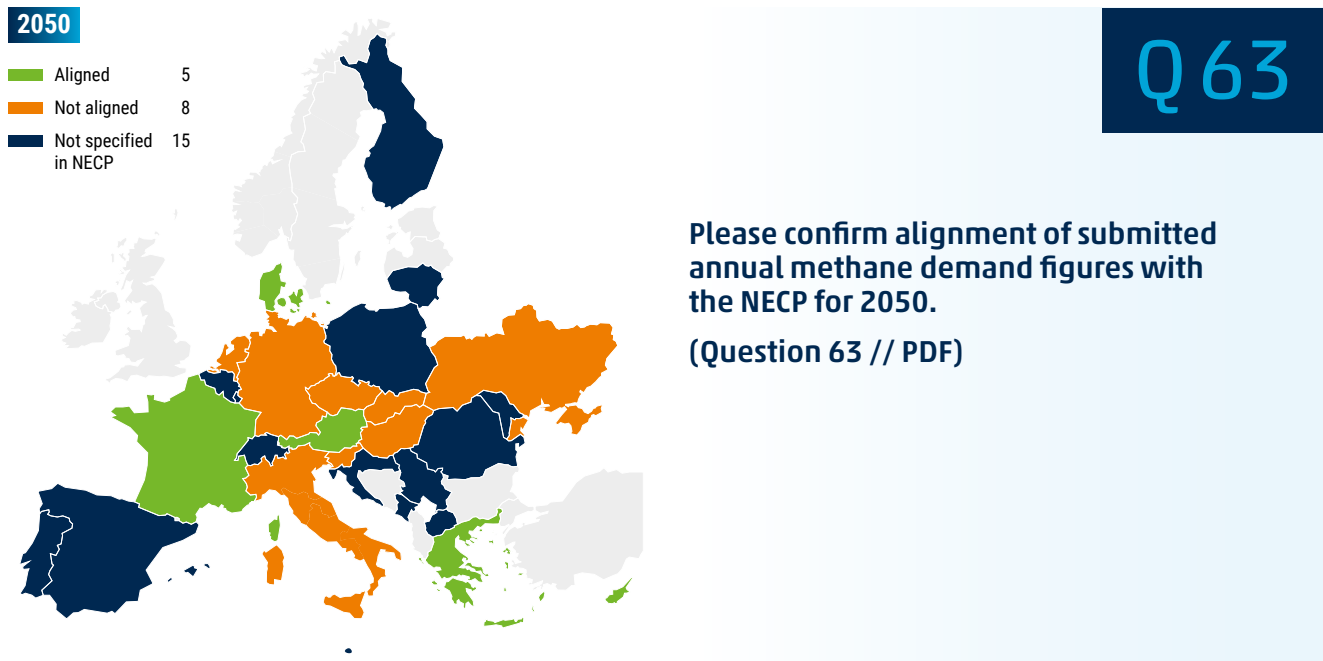 2050
Aligned 5
Not aligned 8
Not specified 15
in NECP
Q 63
Please confirm alignment of submitted
annual methane demand figures with
the NECP for 2050.
(Question 63 // PDF)